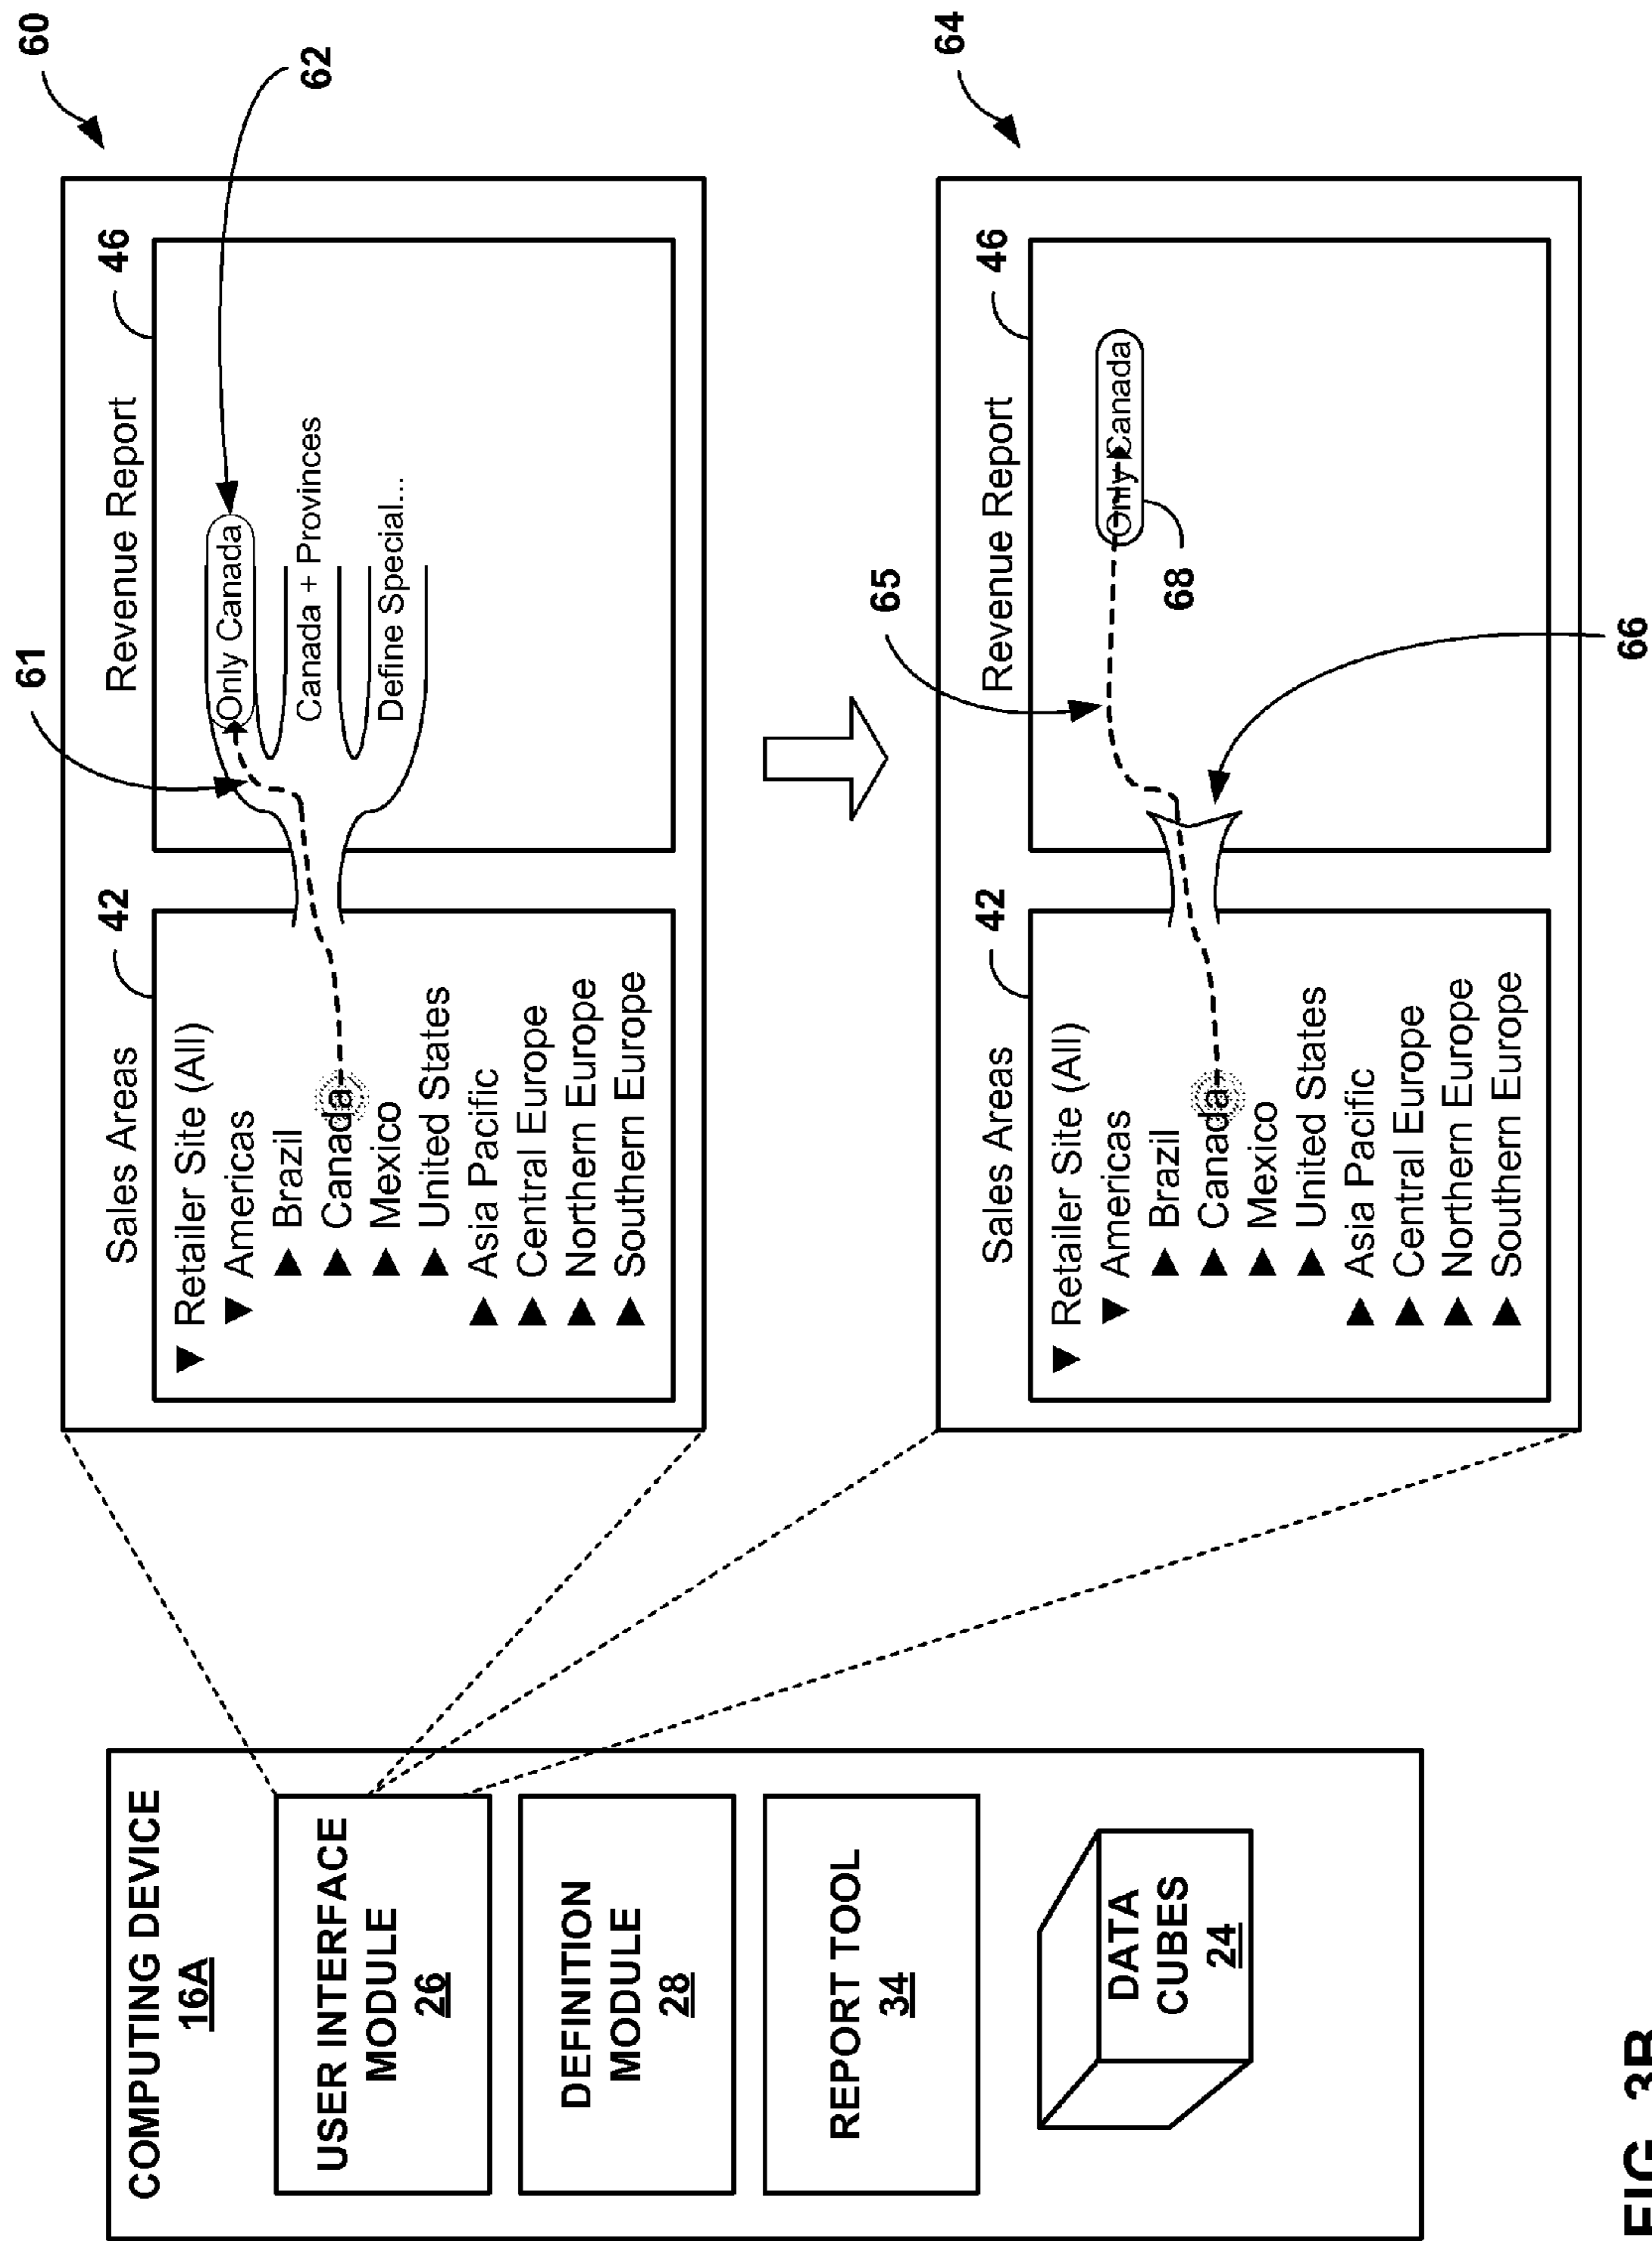 COMPUTING DEVICE
16A
USER INTERFACE
MODULE
26
DEFINITION
MODULE
28
REPORT TOOL
34
DATA
CUBES
24
60
61
62
Sales Areas
42
Retailer Site (All)
Americas
Brazil
Canada
Mexico
United States
Asia Pacific
Central Europe
Northern Europe
Southern Europe
Revenue Report
46
Only Canada
Canada + Provinces
Define Special...
64
65
Sales Areas
42
Retailer Site (All)
Americas
Brazil
Canada
Mexico
United States
Asia Pacific
Central Europe
Northern Europe
Southern Europe
Revenue Report
46
Only Canada
68
66
FIG. 3B